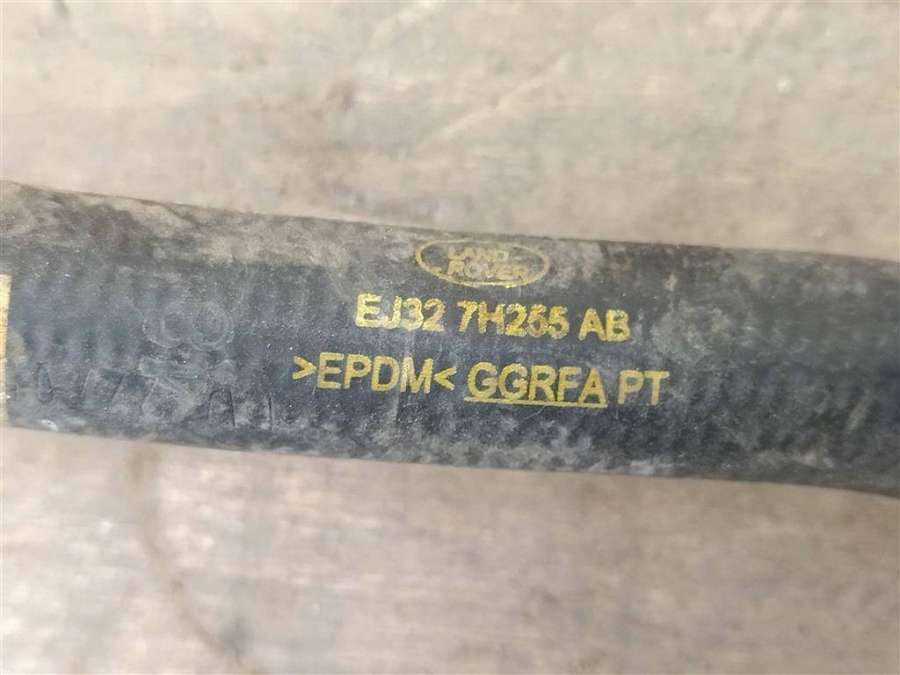 LAND
ROVER
EJ32 7H255 AB
>EPDM< GGRFA PT